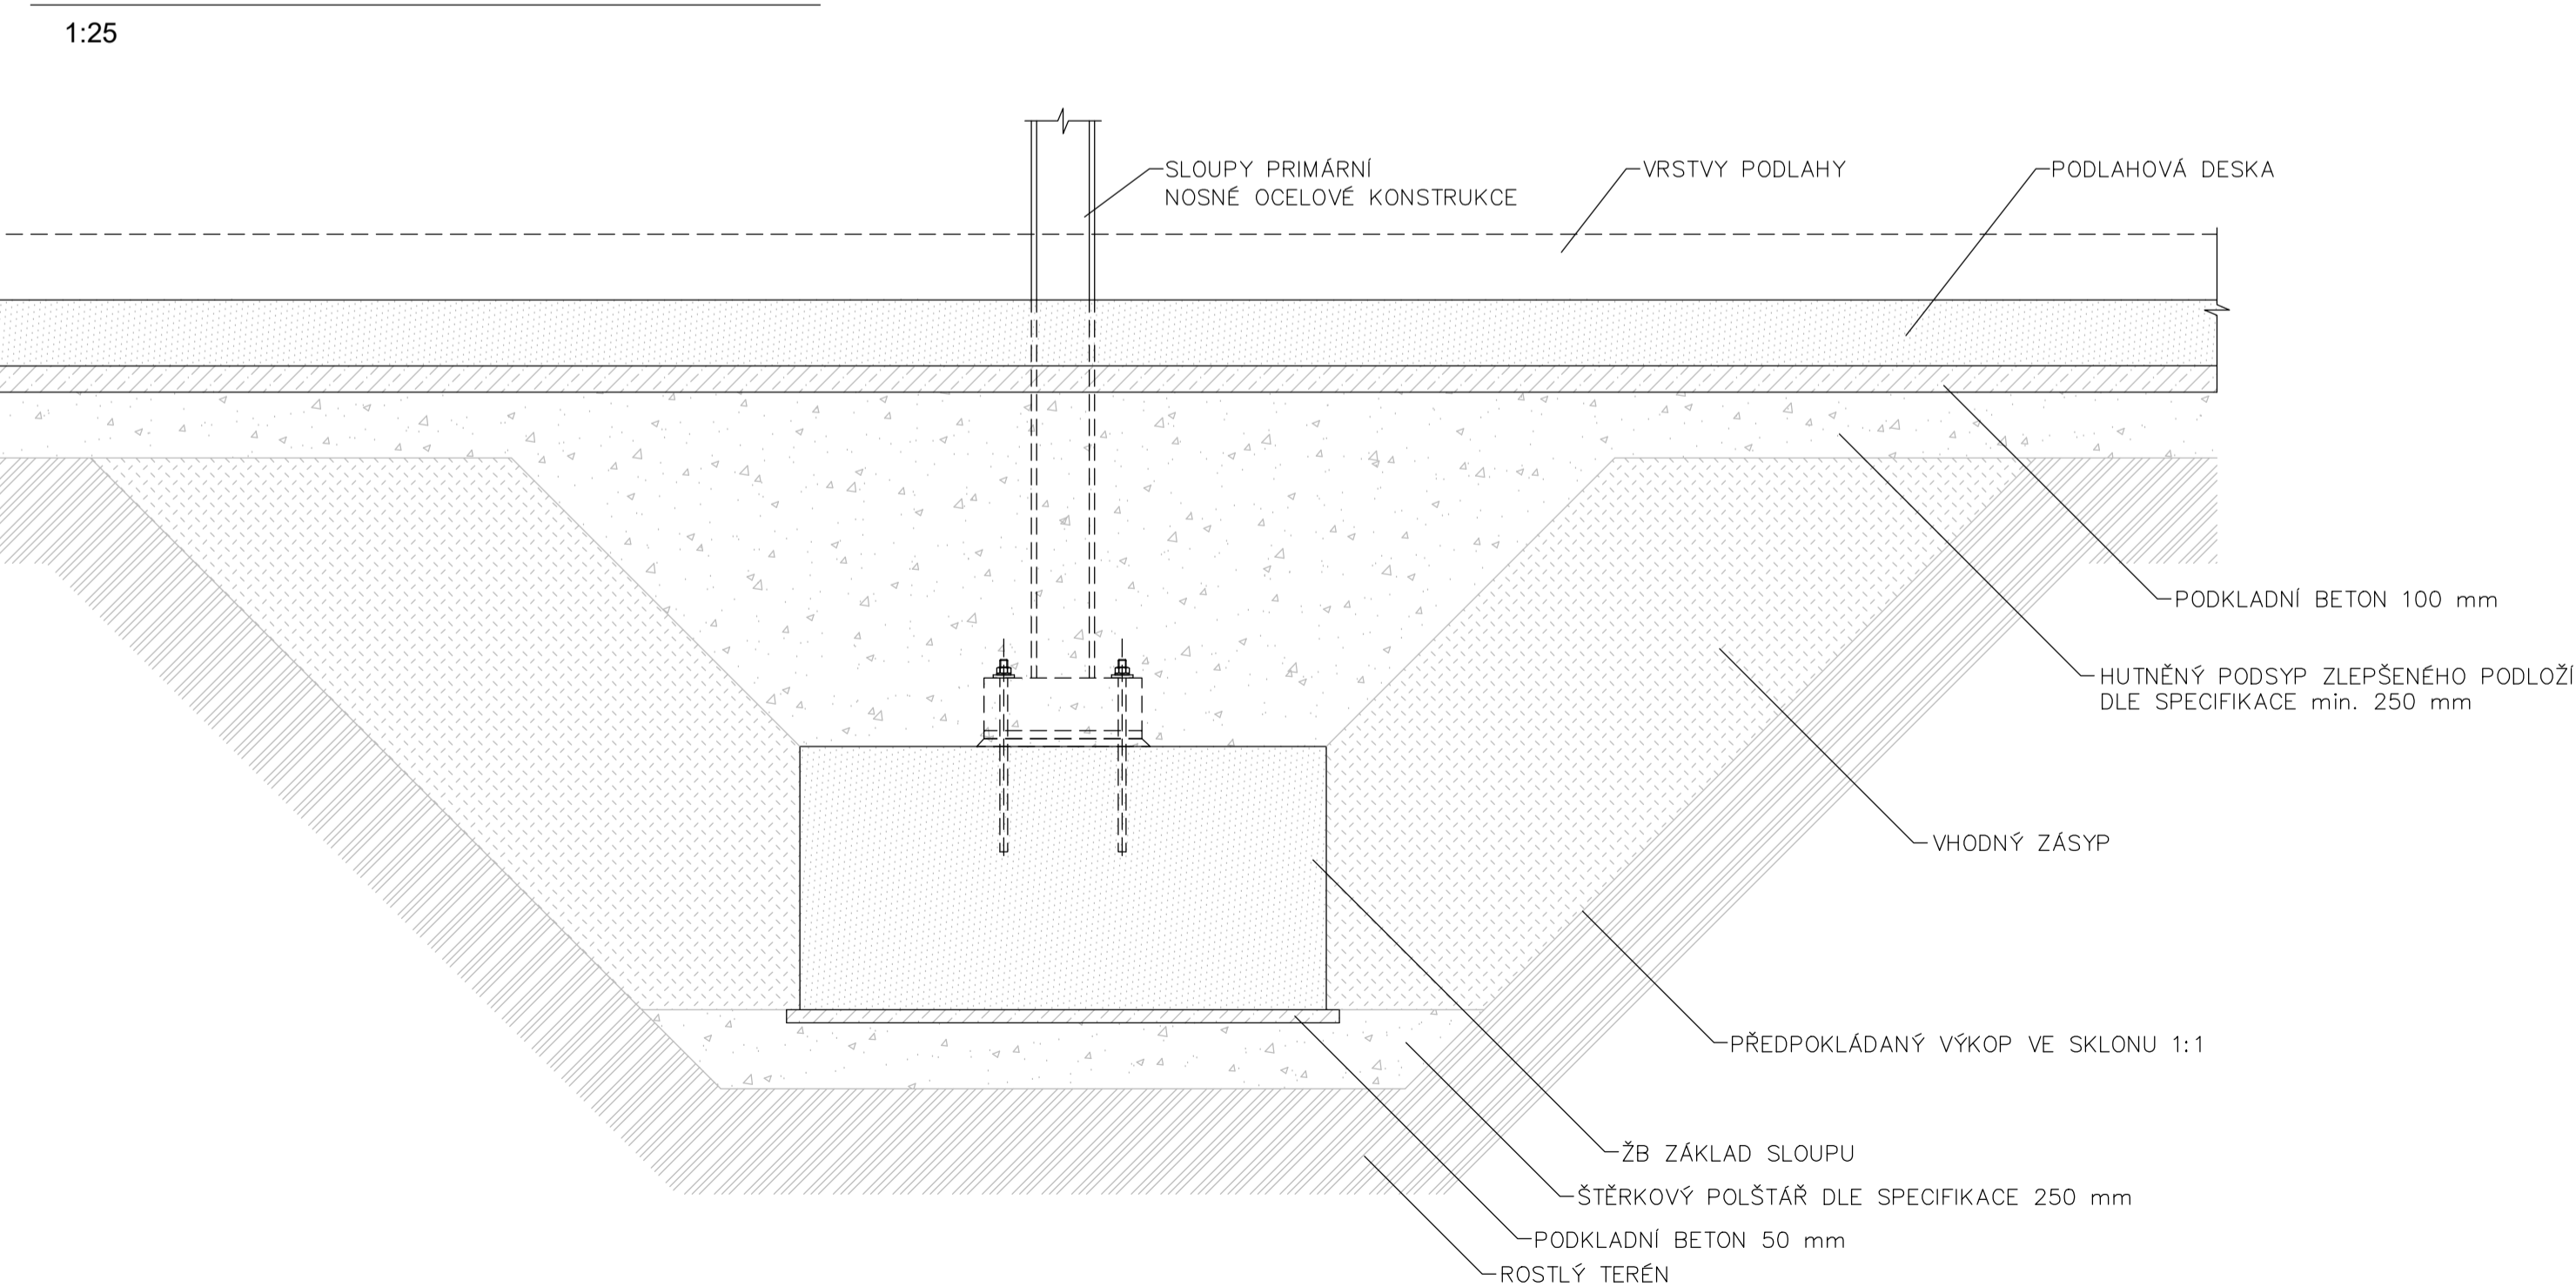 1:25
SLOUPY PRIMÁRNÍ
NOSNÉ OCELOVÉ KONSTRUKCE
VRSTVY PODLAHY
PODLAHOVÁ DESKA
PODKLADNÍ BETON 100 mm
HUTNĚNÝ PODSYP ZLEPŠENÉHO PODLOŽÍ
DLE SPECIFIKACE min. 250 mm
VHODNÝ ZÁSYP
PŘEDPOKLÁDANÝ VÝKOP VE SKLONU 1:1
ŽB ZÁKLAD SLOUPU
ŠTĚRKOVÝ POLŠTÁŘ DLE SPECIFIKACE 250 mm
PODKLADNÍ BETON 50 mm
ROSTLÝ TERÉN